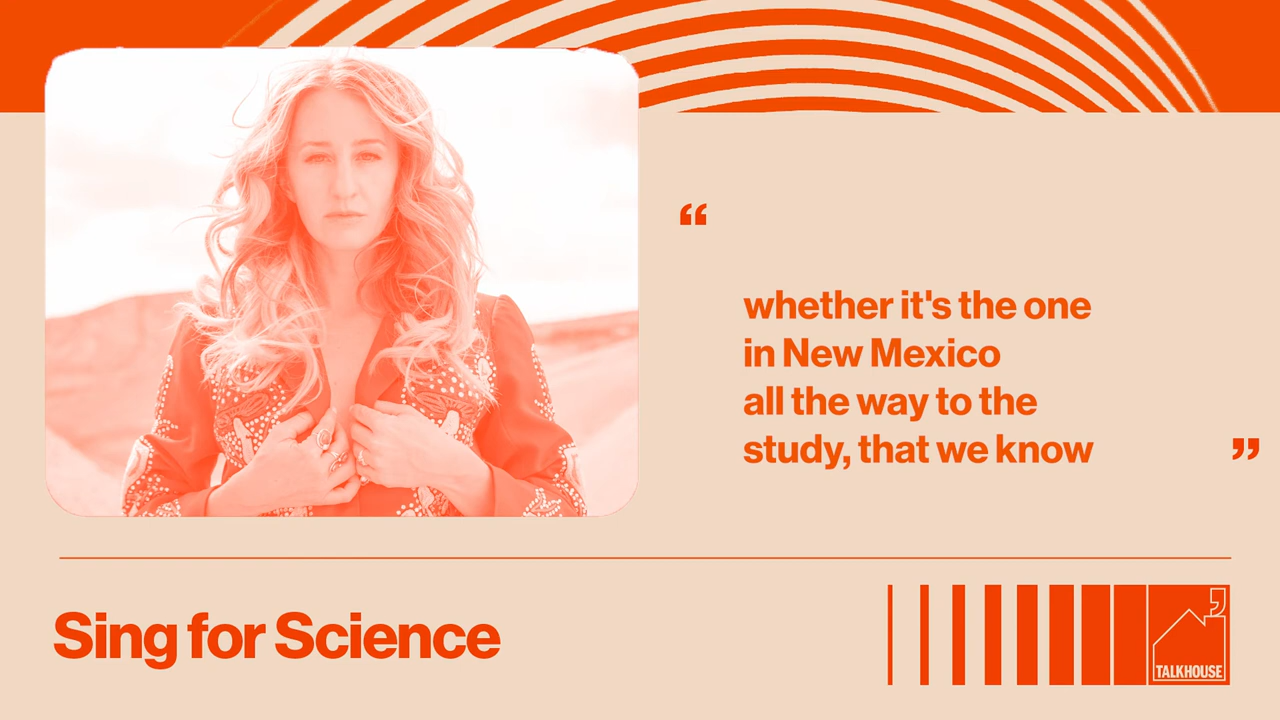 “
whether it's the one
in New Mexico
all the way to the
study, that we know
”
Sing for Science
TALKHOUSE